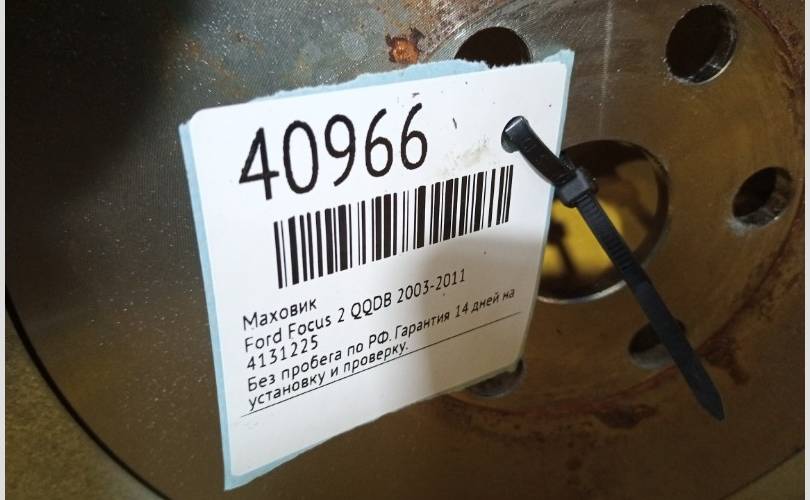 40966
Маховик
Ford Focus 2 QQDB 2003-2011
4131225
Без пробега по РФ. Гарантия 14 дней на
установку и проверку.